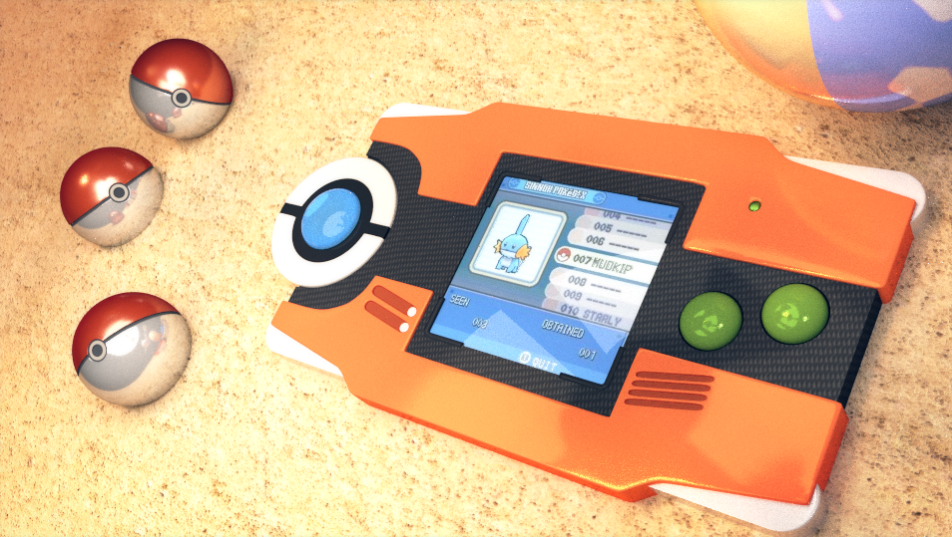 SINNOH POKéDEX
004 -----
005 -----
006 -----
007 MUDKIP
008 -----
009 -----
010 STARLY
SEEN
003
OBTAINED
001
QUIT